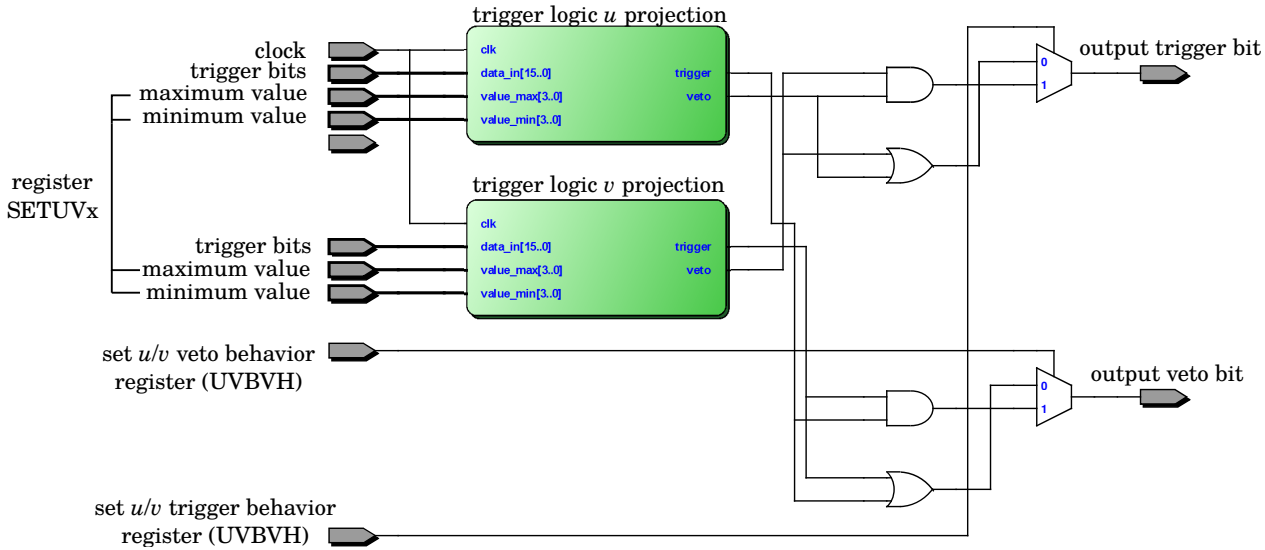 trigger logic u projection
clock
trigger bits
maximum value
minimum value
clk
data_in[15..0]
value_max[3..0]
value_min[3..0]
trigger
veto
0
1
output trigger bit
register
SETUVx
trigger logic v projection
trigger bits
maximum value
minimum value
clk
data_in[15..0]
value_max[3..0]
value_min[3..0]
trigger
veto
set u/v veto behavior
register (UVBVH)
0
1
output veto bit
set u/v trigger behavior
register (UVBVH)